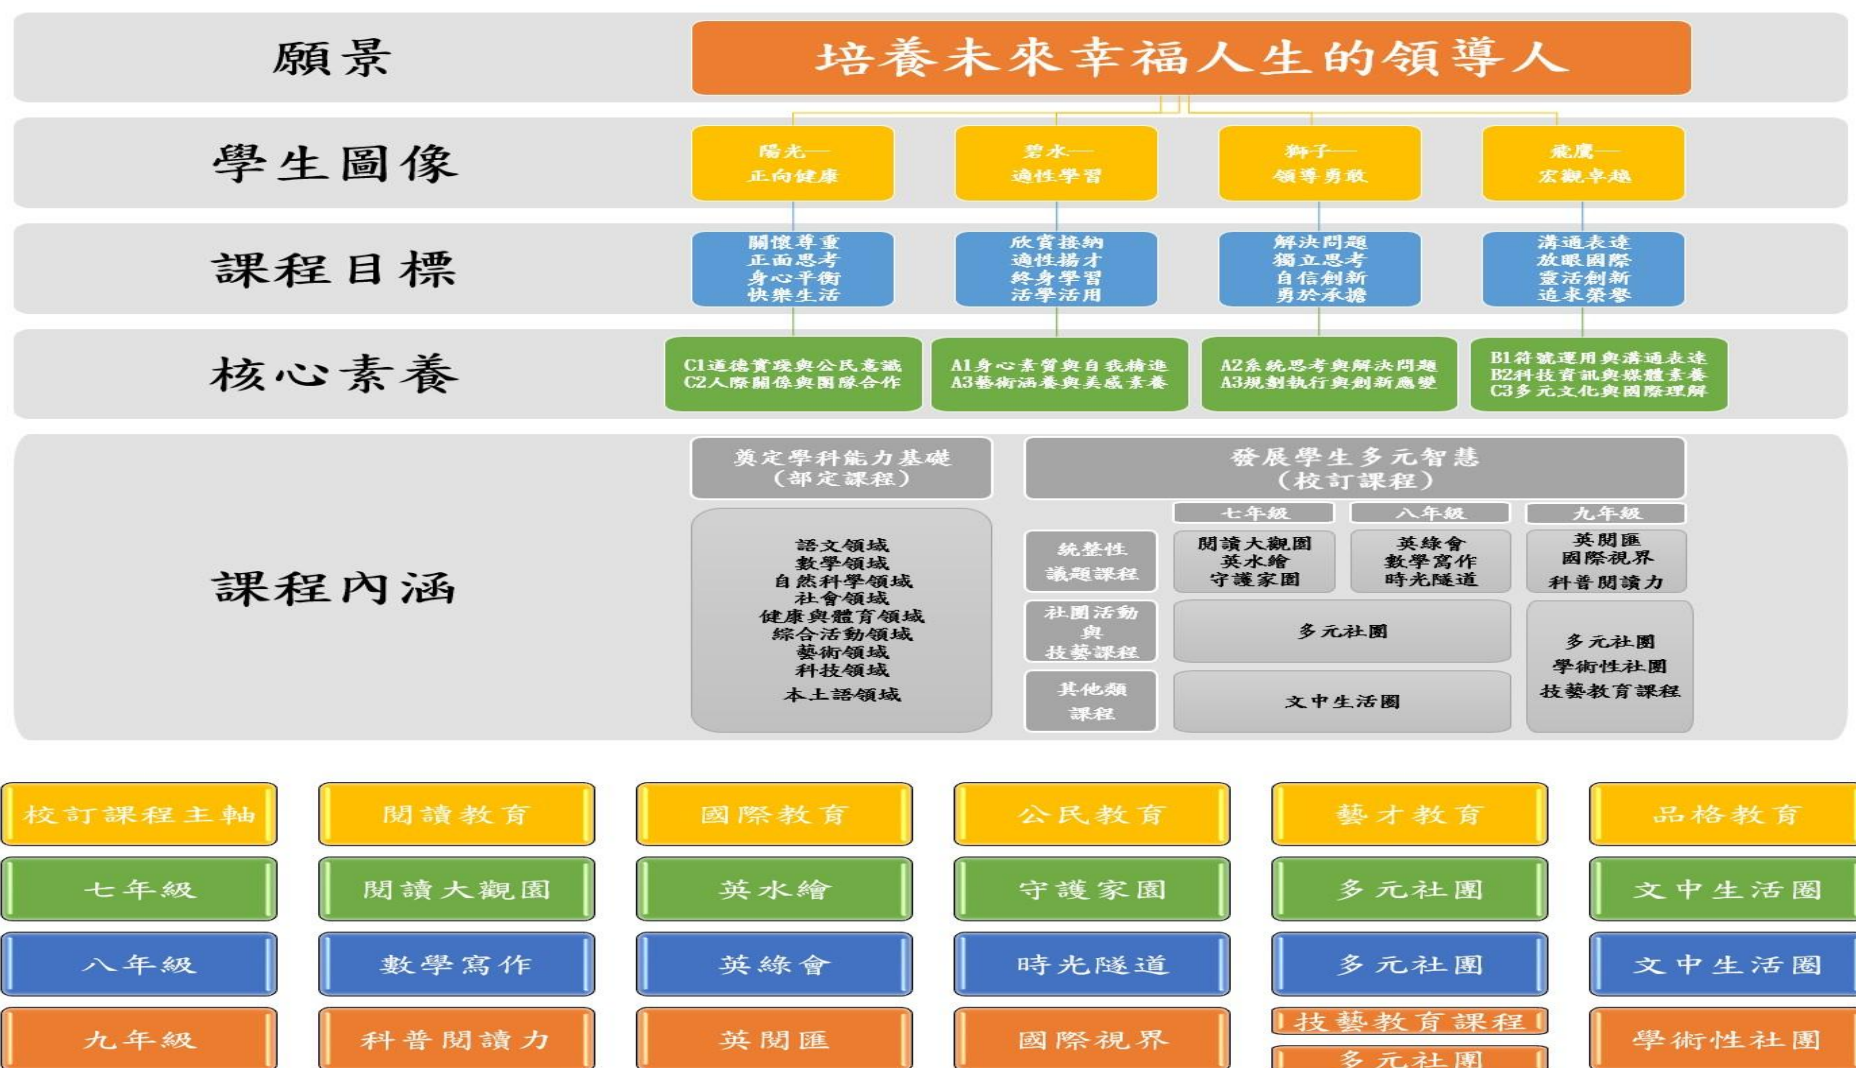 願景
培養未來幸福人生的領導人
學生圖像
陽光—
正向健康
碧水—
適性學習
獅子—
領導勇敢
飛鷹—
宏觀卓越
課程目標
關懷尊重
正面思考
身心平衡
快樂生活
欣賞接納
適性揚才
終身學習
活學活用
解決問題
獨立思考
自信創新
勇於承擔
溝通表達
放眼國際
靈活創新
追求榮譽
核心素養
C1道德實踐與公民意識
C2人際關係與團隊合作
A1身心素質與自我精進
A3藝術涵養與美感素養
A2系統思考與解決問題
A3規劃執行與創新應變
B1符號運用與溝通表達
B2科技資訊與媒體素養
C3多元文化與國際理解
課程內涵
奠定學科能力基礎
(部定課程)
語文領域
數學領域
自然科學領域
社會領域
健康與體育領域
綜合活動領域
藝術領域
科技領域
本土語領域
發展學生多元智慧
(校訂課程)
七年級
八年級
九年級
統整性
議題課程
閱讀大觀園
英水繪
守護家園
英綠會
數學寫作
時光隧道
英閱匯
國際視界
科普閱讀力
社團活動
與
技藝課程
多元社團
多元社團
學術性社團
技藝教育課程
其他類
課程
文中生活圈
校訂課程主軸
閱讀教育
國際教育
公民教育
藝才教育
品格教育
七年級
閱讀大觀園
英水繪
守護家園
多元社團
文中生活圈
八年級
數學寫作
英綠會
時光隧道
多元社團
文中生活圈
九年級
科普閱讀力
英閱匯
國際視界
技藝教育課程
多元社團
學術性社團